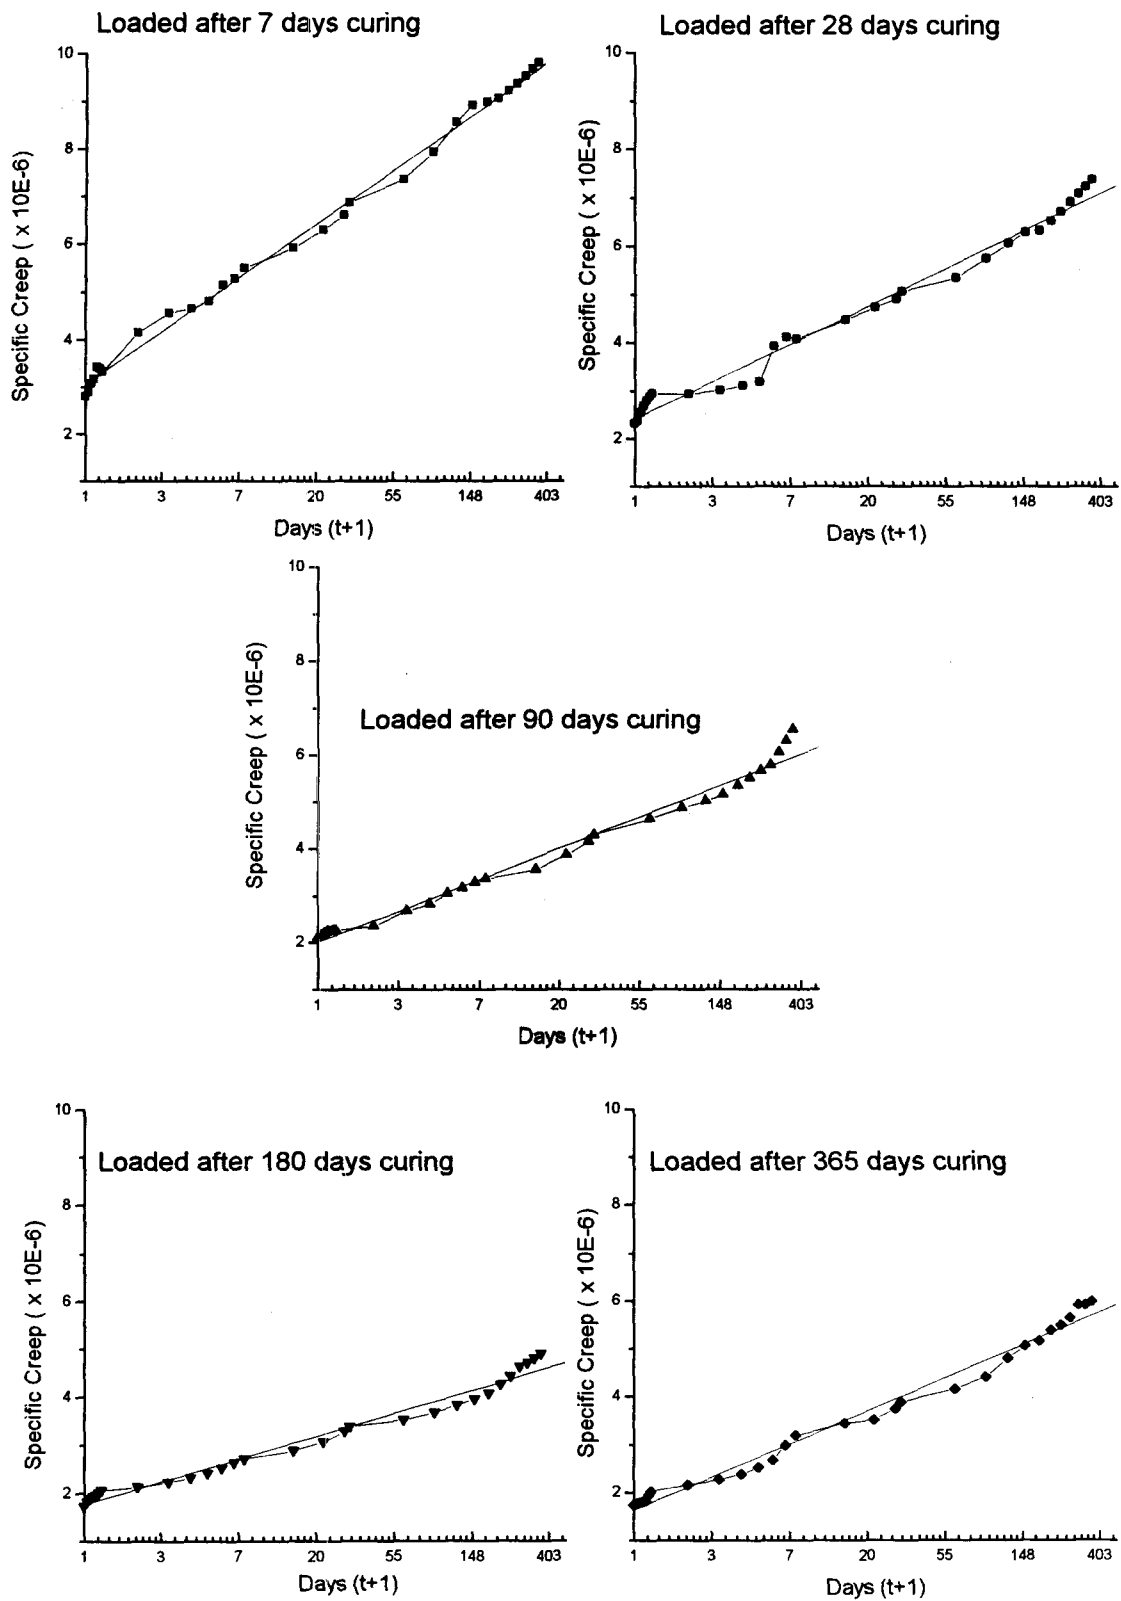 Loaded after 7 days curing
10
8
6
4
2
Specific Creep ( x 10E-6)
1 3 7 20 55 148 403
Days (t+1)
Loaded after 28 days curing
10
8
6
4
2
Specific Creep ( x 10E-6)
1 3 7 20 55 148 403
Days (t+1)
Loaded after 90 days curing
10
8
6
4
2
Specific Creep ( x 10E-6)
1 3 7 20 55 148 403
Days (t+1)
Loaded after 180 days curing
10
8
6
4
2
Specific Creep ( x 10E-6)
1 3 7 20 55 148 403
Days (t+1)
Loaded after 365 days curing
10
8
6
4
2
Specific Creep ( x 10E-6)
1 3 7 20 55 148 403
Days (t+1)